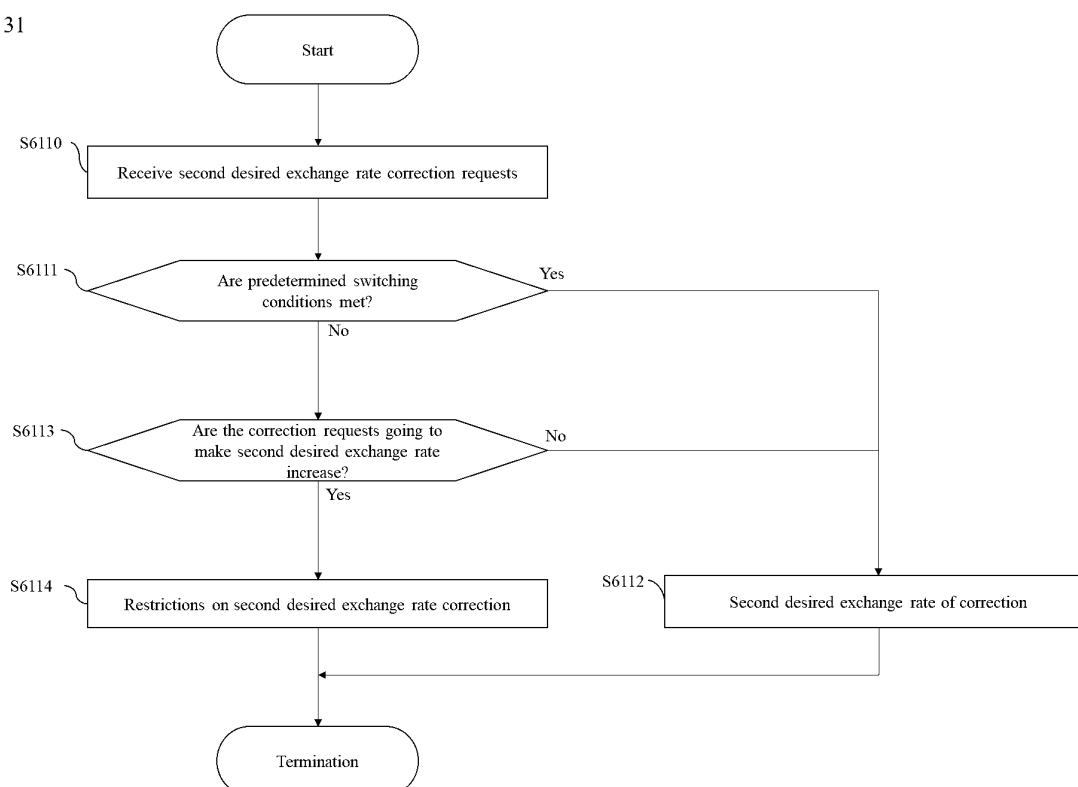 31
Start
S6110
Receive second desired exchange rate correction requests
S6111
Are predetermined switching
conditions met?
Yes
No
S6113
Are the correction requests going to
make second desired exchange rate
increase?
No
Yes
S6114
Restrictions on second desired exchange rate correction
S6112
Second desired exchange rate of correction
Termination